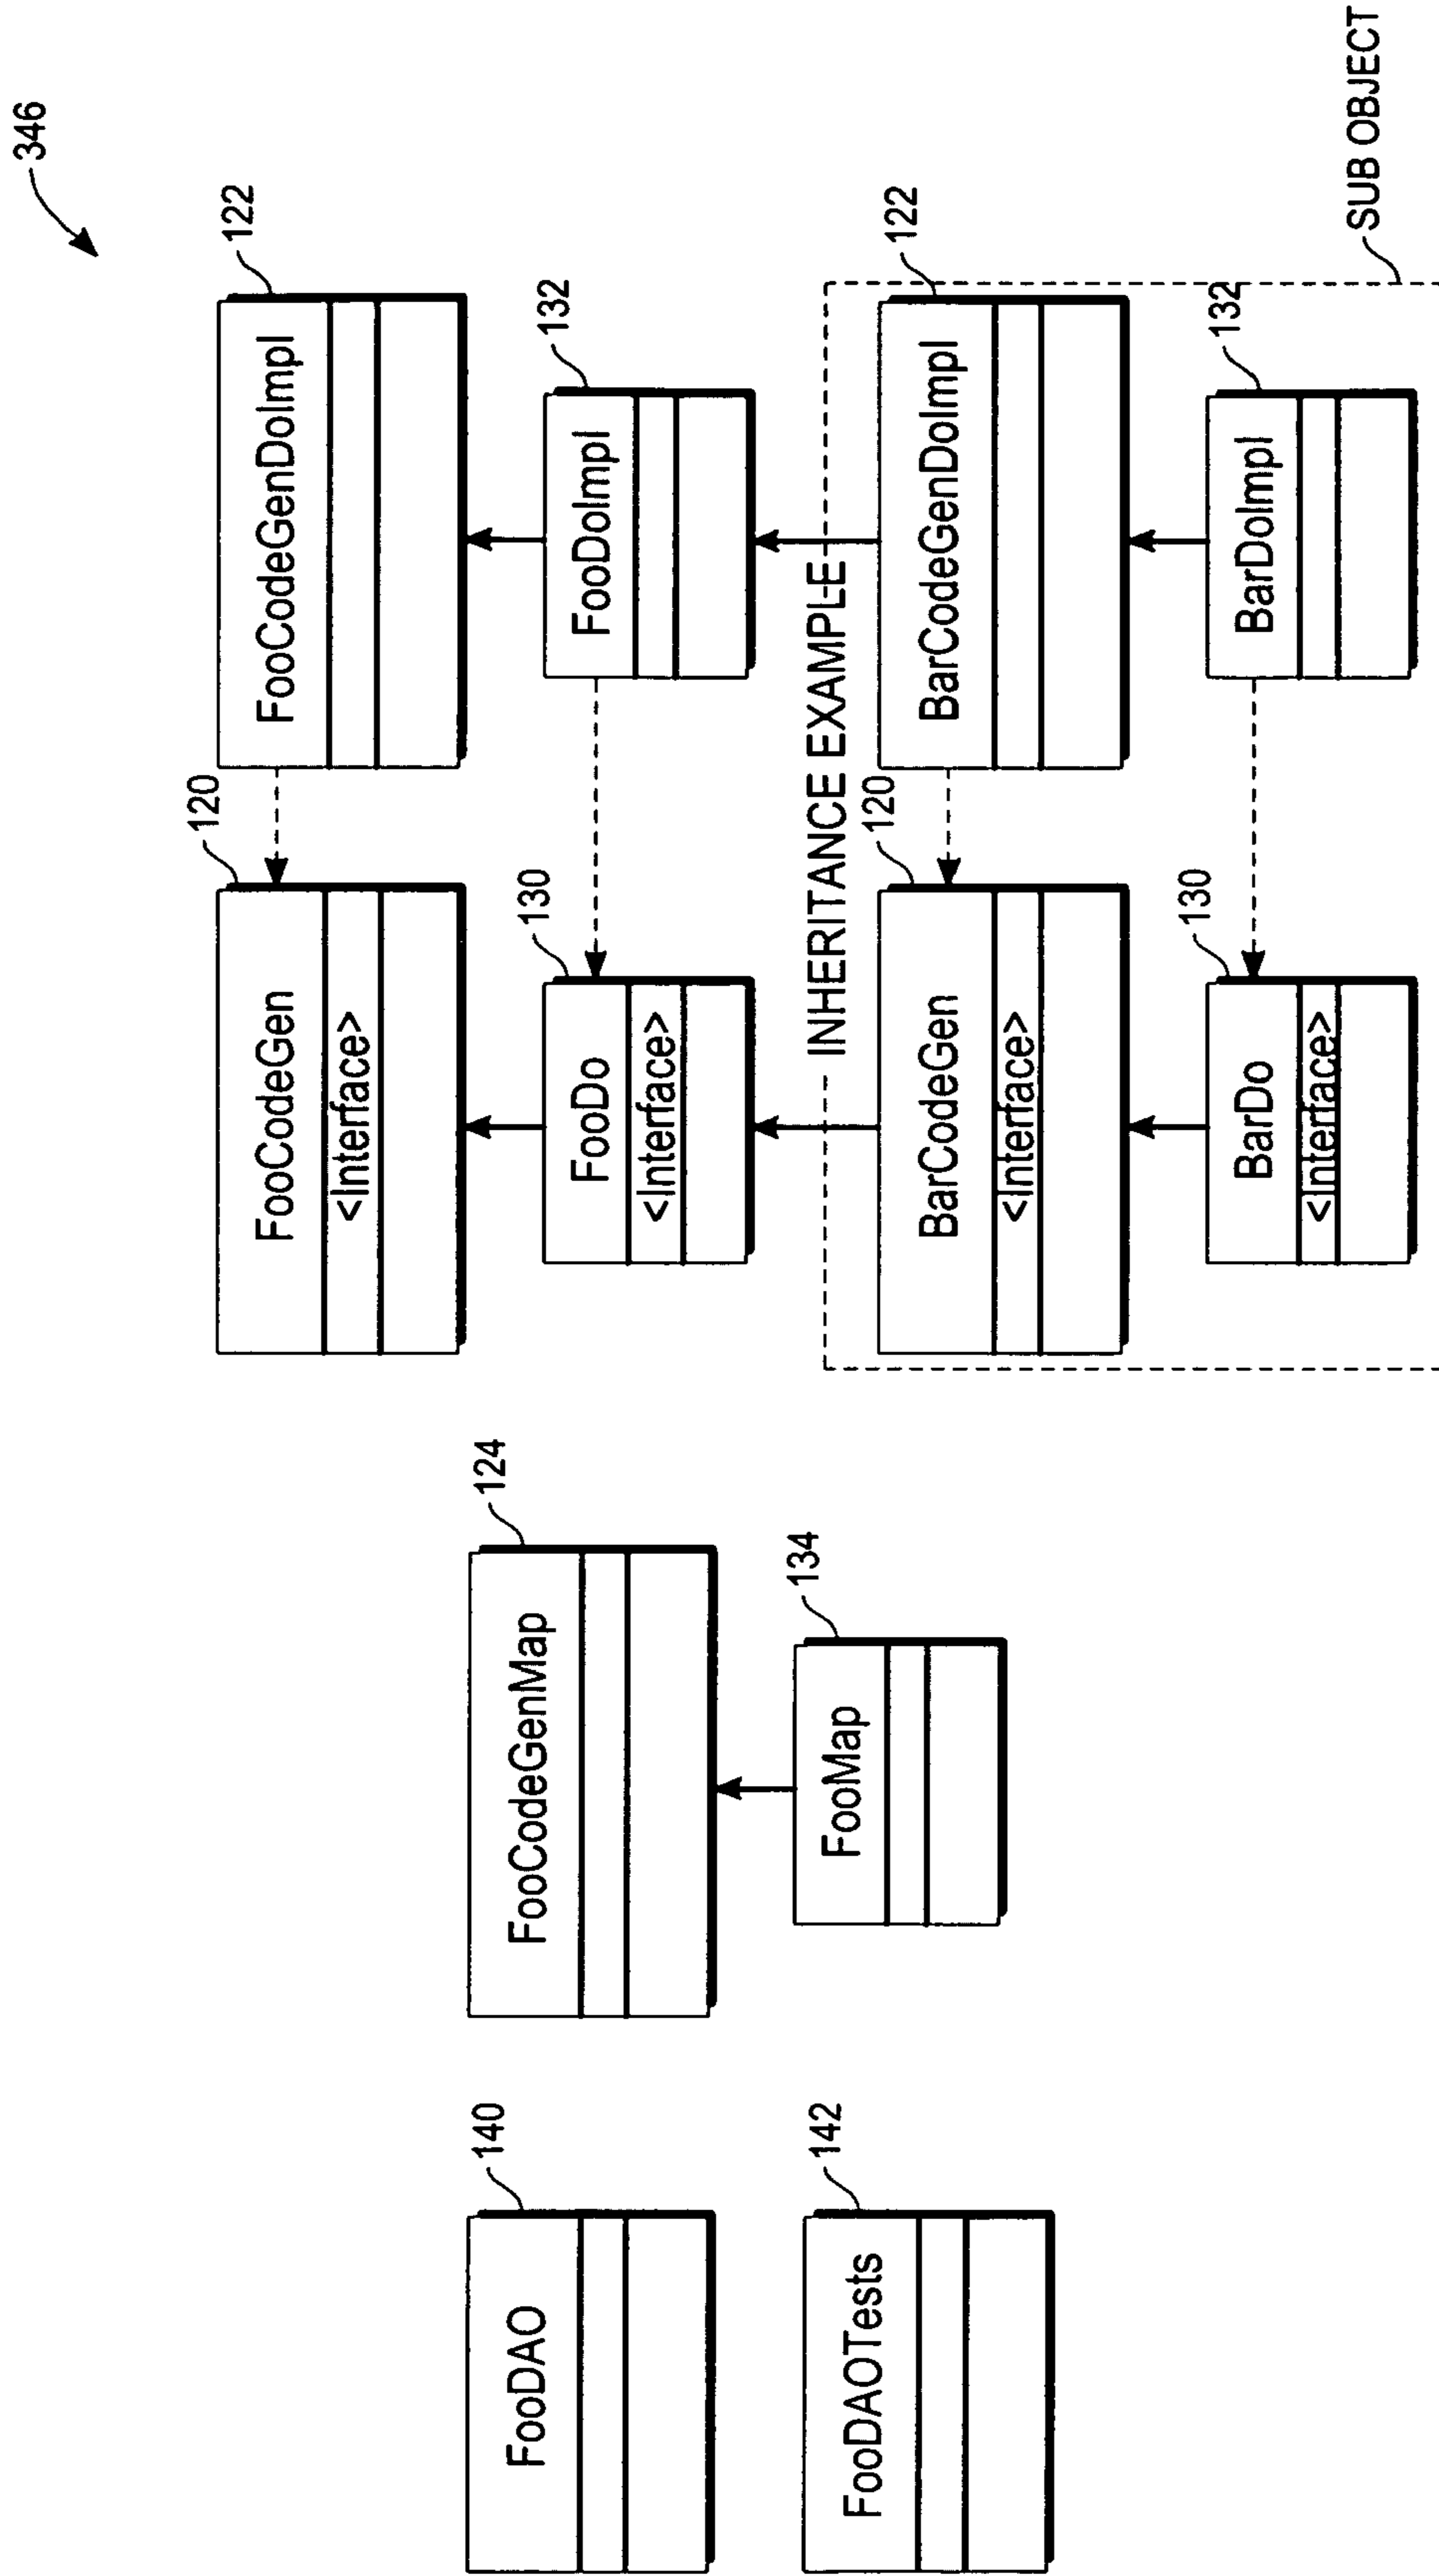 346
140
FooDAO
142
FooDAOTests
124
FooCodeGenMap
134
FooMap
120
FooCodeGen
<Interface>
122
FooCodeGenDoImpl
130
FooDo
<Interface>
132
FooDoImpl
INHERITANCE EXAMPLE
120
BarCodeGen
<Interface>
122
BarCodeGenDoImpl
130
BarDo
<Interface>
132
BarDoImpl
SUB OBJECT